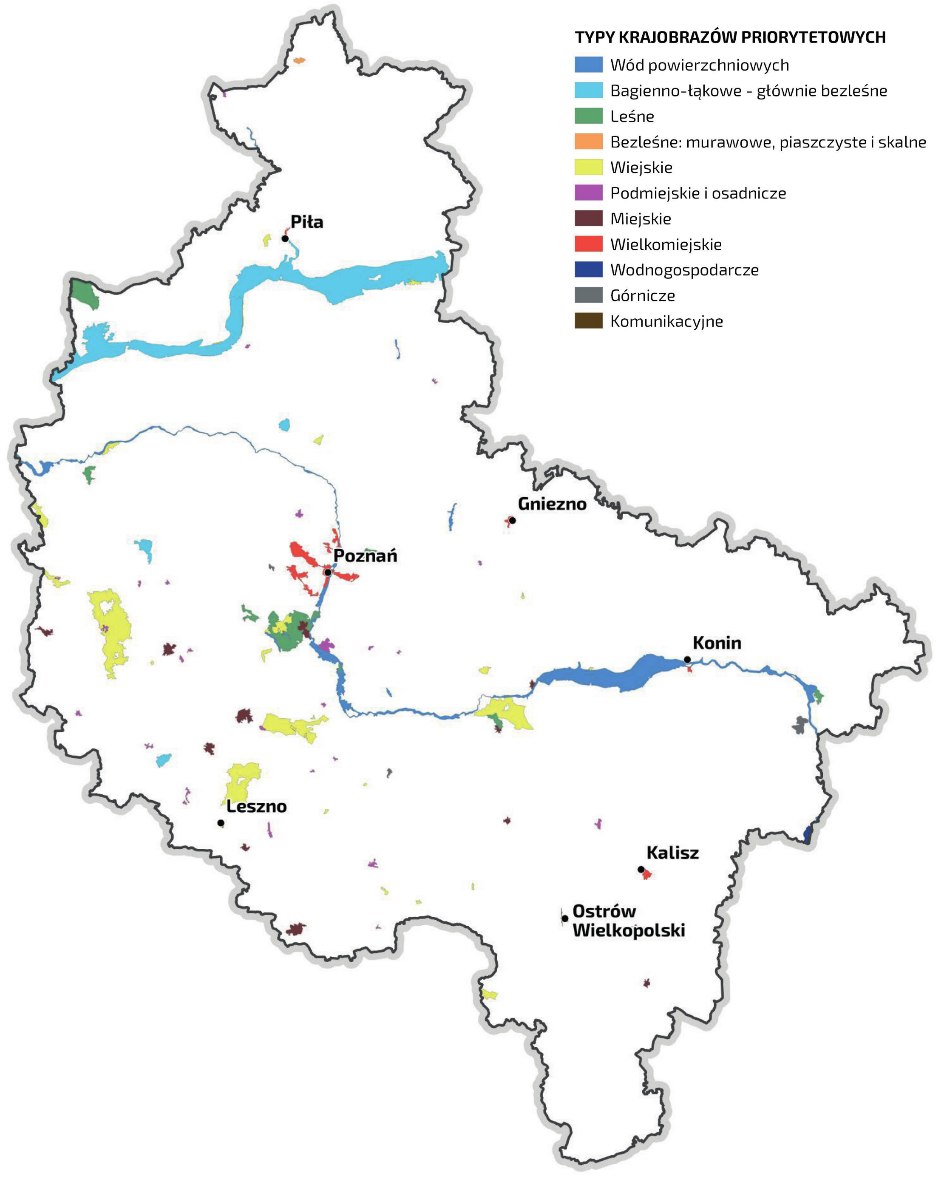 TYPY KRAJOBRAZÓW PRIORYTETOWYCH
Wód powierzchniowych
Bagienno-łąkowe - głównie bezleśne
Leśne
Bezleśne: murawowe, piaszczyste i skalne
Wiejskie
Podmiejskie i osadnicze
Miejskie
Wielkomiejskie
Wodnogospodarcze
Górnicze
Komunikacyjne
Piła
Gniezno
Poznań
Konin
Leszno
Kalisz
Ostrów
Wielkopolski